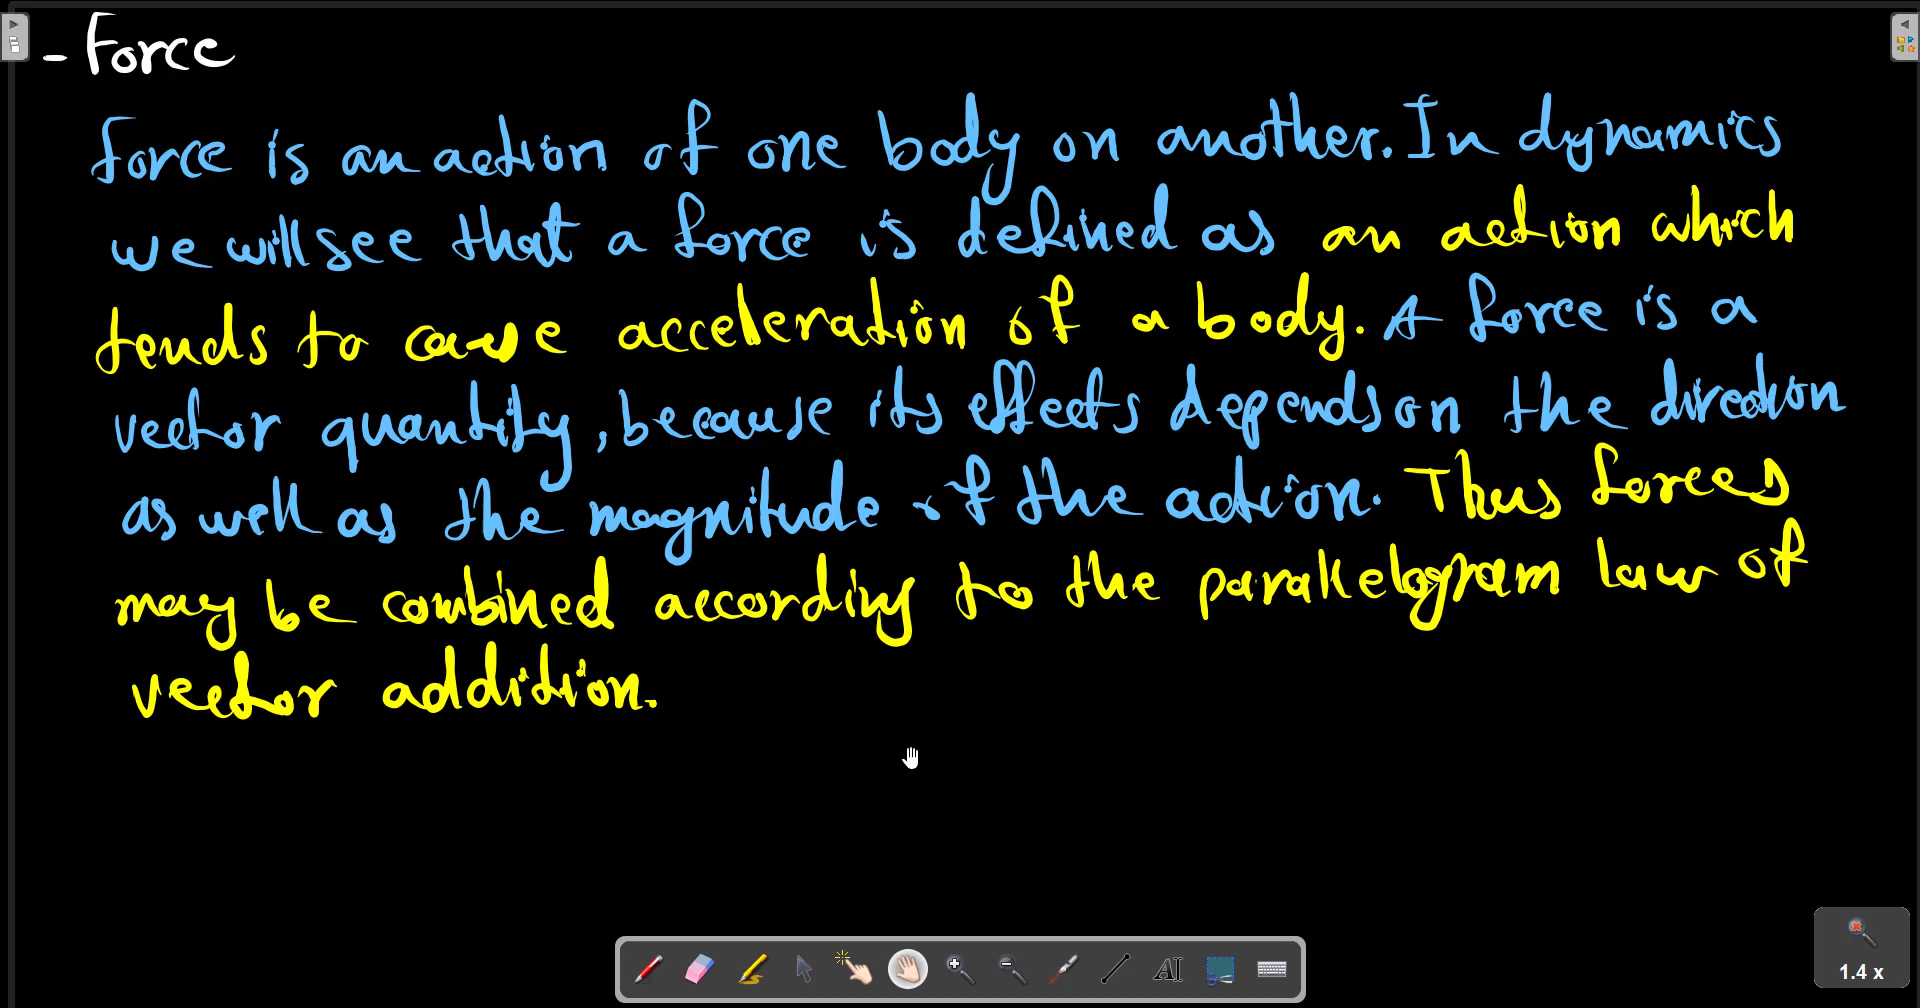 - Force
Force is an action of one body on another. In dynamics
we will see that a force is defined as an action which
tends to cause acceleration of a body. A force is a
vector quantity, because its effects depends on the direction
as well as the magnitude of the action. Thus forces
may be combined according to the parallelogram law of
vector addition.
1.4 x